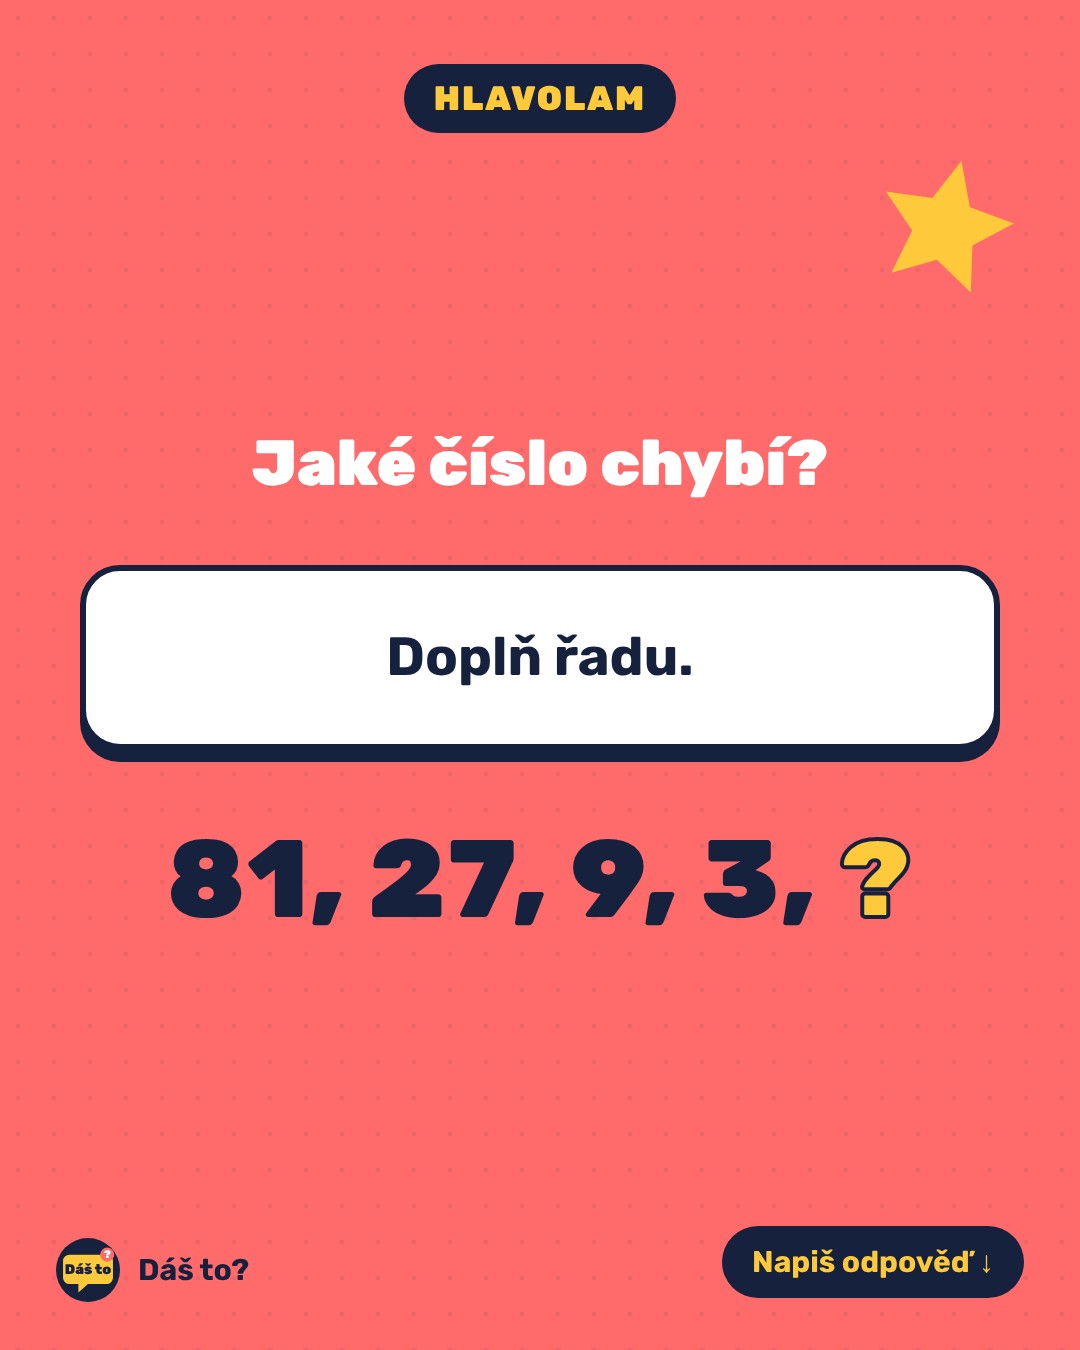 HLAVOLAM
Jaké číslo chybí?
Doplň řadu.
81, 27, 9, 3, ?
?
Dáš to
Dáš to?
Napiš odpověď ↓